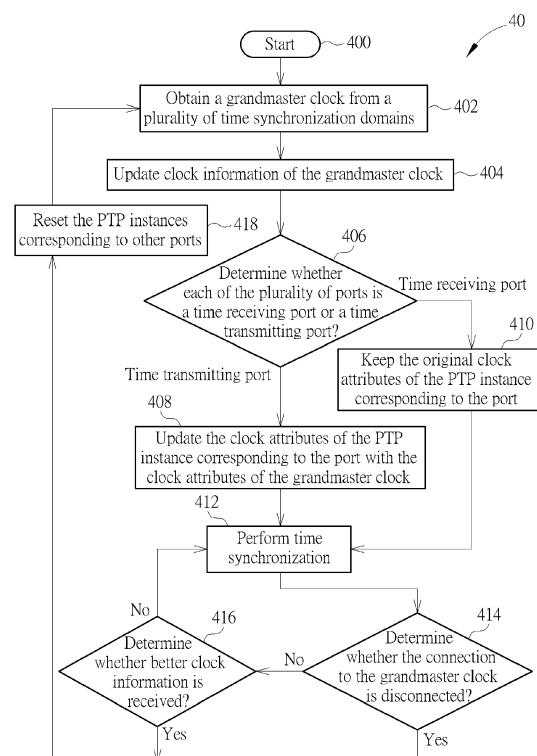 40
Start
400
Obtain a grandmaster clock from a
plurality of time synchronization domains
402
Update clock information of the grandmaster clock
404
Reset the PTP instances
corresponding to other ports
418
406
Determine whether
each of the plurality of ports is
a time receiving port or a time
transmitting port?
Time receiving port
410
Keep the original clock
attributes of the PTP instance
corresponding to the port
Time transmitting port
408
Update the clock attributes of the PTP
instance corresponding to the port with the
clock attributes of the grandmaster clock
412
Perform time
synchronization
No
416
Determine
whether better clock
information is
received?
Yes
No
414
Determine
whether the connection
to the grandmaster clock
is disconnected?
Yes